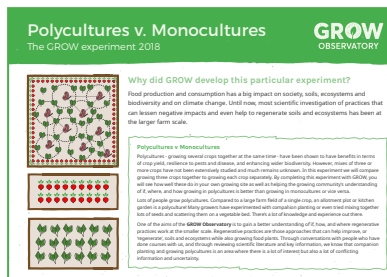 Polycultures v. Monocultures
The GROW experiment 2018
GROW
OBSERVATORY
Why did GROW develop this particular experiment?
Food production and consumption has a big impact on society, soils, ecosystems and
biodiversity and on climate change. Until now, most scientific investigation of practices that
can lessen negative impacts and even help to regenerate soils and ecosystems has been at
the larger farm scale.
Polycultures v Monocultures
Polycultures - growing several crops together at the same time - have been shown to have benefits in terms
of crop yield, resilience to pests and disease, and enhancing wider biodiversity. However, mixes of three or
more crops have not been extensively studied and much remains unknown. In this experiment we will compare
growing three crops together to growing each crop separately. By completing this experiment with GROW, you
will see how well these do in your own growing site as well as helping the growing community's understanding
of if, where, and how growing in polycultures is better than growing in monocultures or vice versa.
Lots of people grow polycultures. Compared to a large farm field of a single crop, an allotment plot or kitchen
garden is a polyculture! Many growers have experimented with companion planting or even tried mixing together
lots of seeds and scattering them on a vegetable bed. There's a lot of knowledge and experience out there.
One of the aims of the GROW Observatory is to gain a better understanding of if, how, and where regenerative
practices work at the smaller scale. Regenerative practices are those approaches that can help improve, or
'regenerate', soils and ecosystems while also growing food plants. Through conversations with people who have
done courses with us, and through reviewing scientific literature and key information, we know that companion
planting and growing polycultures is an area where there is a lot of interest but also a lot of conflicting
information and uncertainty.